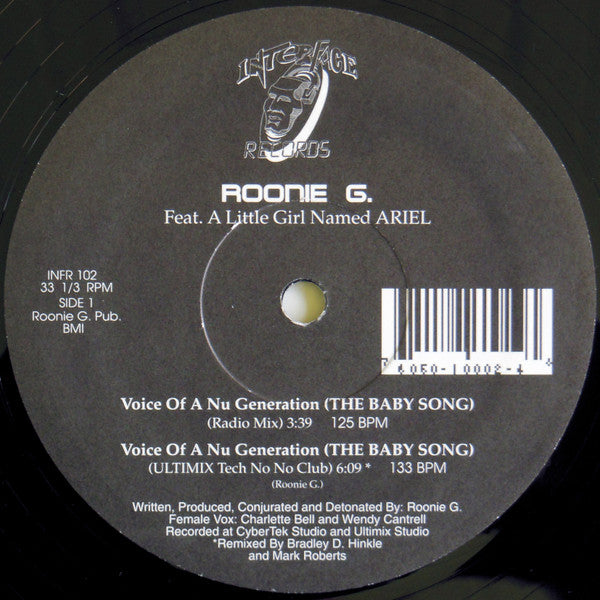 INTERFACE
RECORDS
ROONIE G.
Feat. A Little Girl Named ARIEL
INFR 102
33 1/3 RPM
SIDE 1
Roonie G. Pub.
BMI
7 4050-10002-4
Voice Of A Nu Generation (THE BABY SONG)
(Radio Mix) 3:39 125 BPM
Voice Of A Nu Generation (THE BABY SONG)
(ULTIMIX Tech No No Club) 6:09 * 133 BPM
(Roonie G.)
Written, Produced, Conjurated and Detonated By: Roonie G.
Female Vox: Charlette Bell and Wendy Cantrell
Recorded at CyberTek Studio and Ultimix Studio
*Remixed By Bradley D. Hinkle
and Mark Roberts